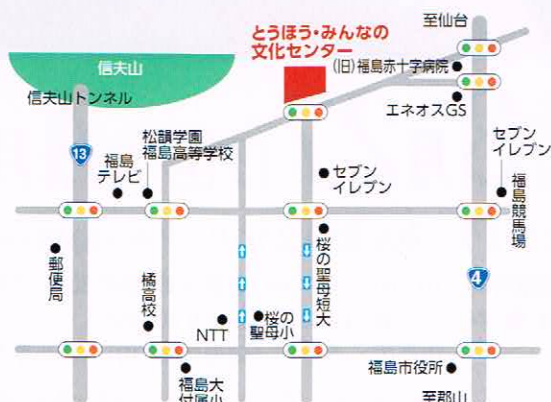 至仙台
とうほう・みんなの
文化センター
(旧)福島赤十字病院
信夫山
信夫山トンネル
エネオスGS
松韻学園
福島高等学校
13
福島
テレビ
セブン
イレブン
セブン
イレブン
福島競馬場
郵便局
橘高校
桜の聖母短大
4
NTT
桜の
聖母小
福島大
付属小
福島市役所
至郡山